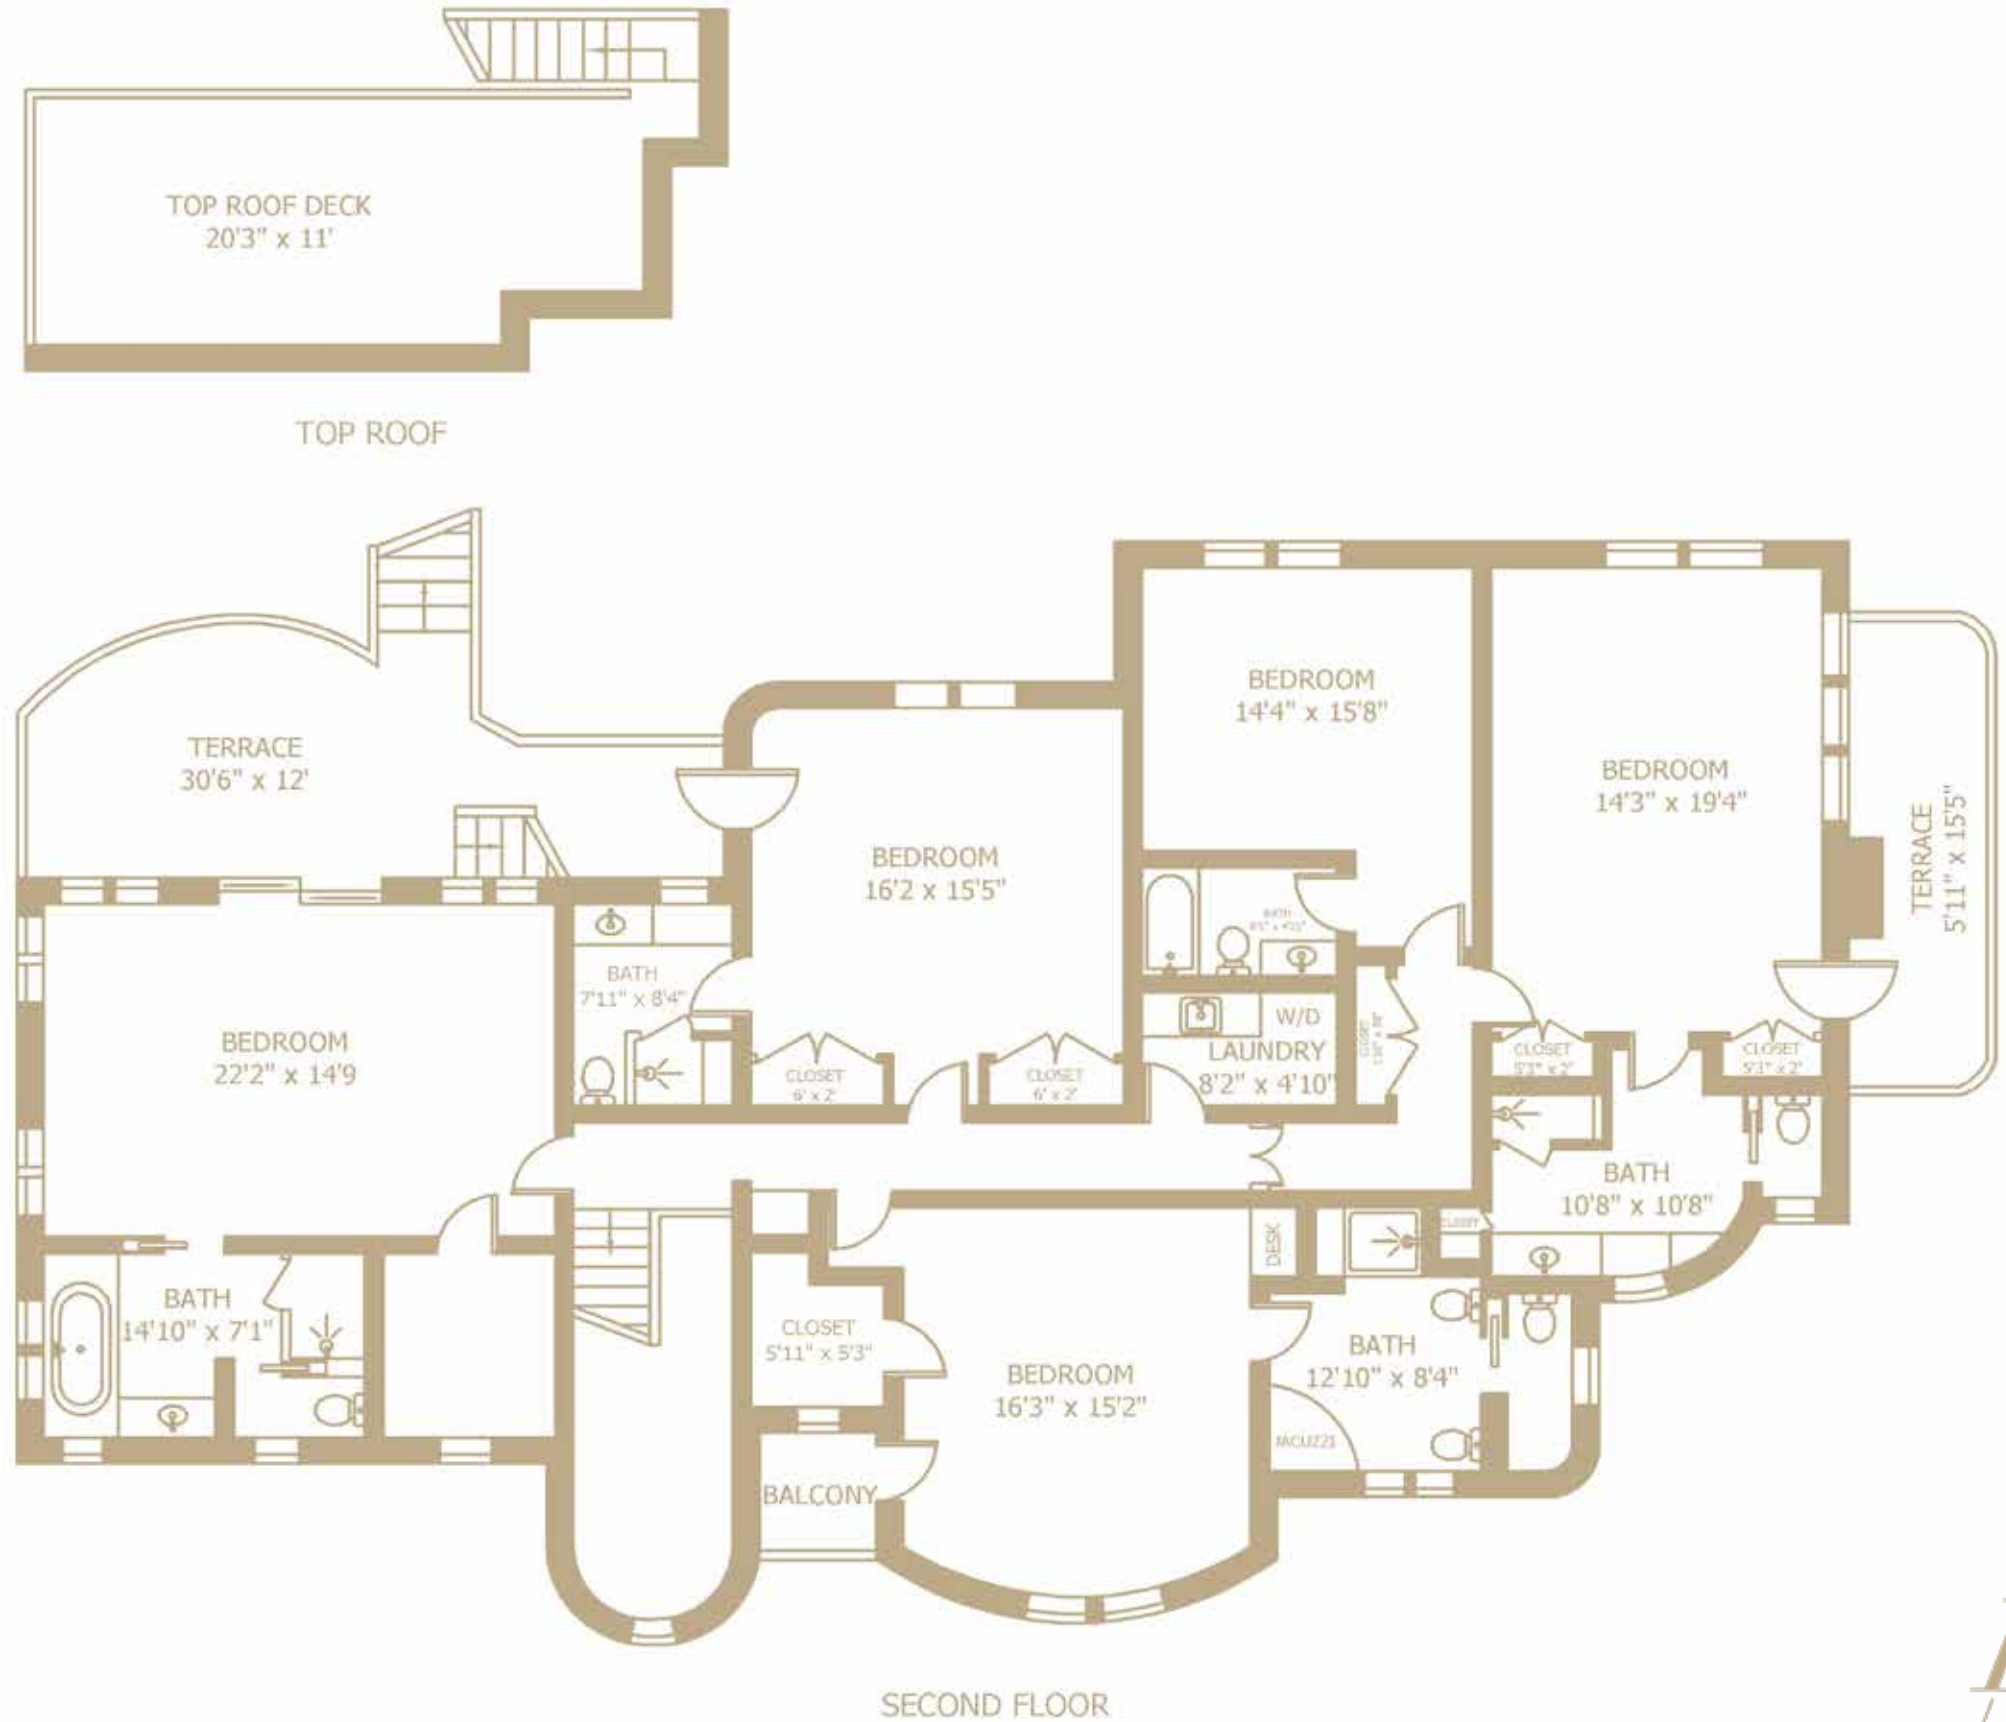 TOP ROOF DECK
20'3" x 11'
TOP ROOF
TERRACE
30'6" x 12'
BEDROOM
14'4" x 15'8"
BEDROOM
14'3" x 19'4"
TERRACE
5'11" x 15'5"
BEDROOM
16'2 x 15'5"
BATH
BATH
7'11" x 8'4"
BEDROOM
22'2" x 14'9
W/D
LAUNDRY
8'2" x 4'10"
CLOSET
CLOSET
6' x 2'
CLOSET
6' x 2'
CLOSET
5'3" x 2'
CLOSET
5'3" x 2'
BATH
10'8" x 10'8"
CLOSET
DESK
BATH
14'10" x 7'1"
CLOSET
5'11" x 5'3"
BEDROOM
16'3" x 15'2"
BATH
12'10" x 8'4"
JACUZZI
BALCONY
SECOND FLOOR